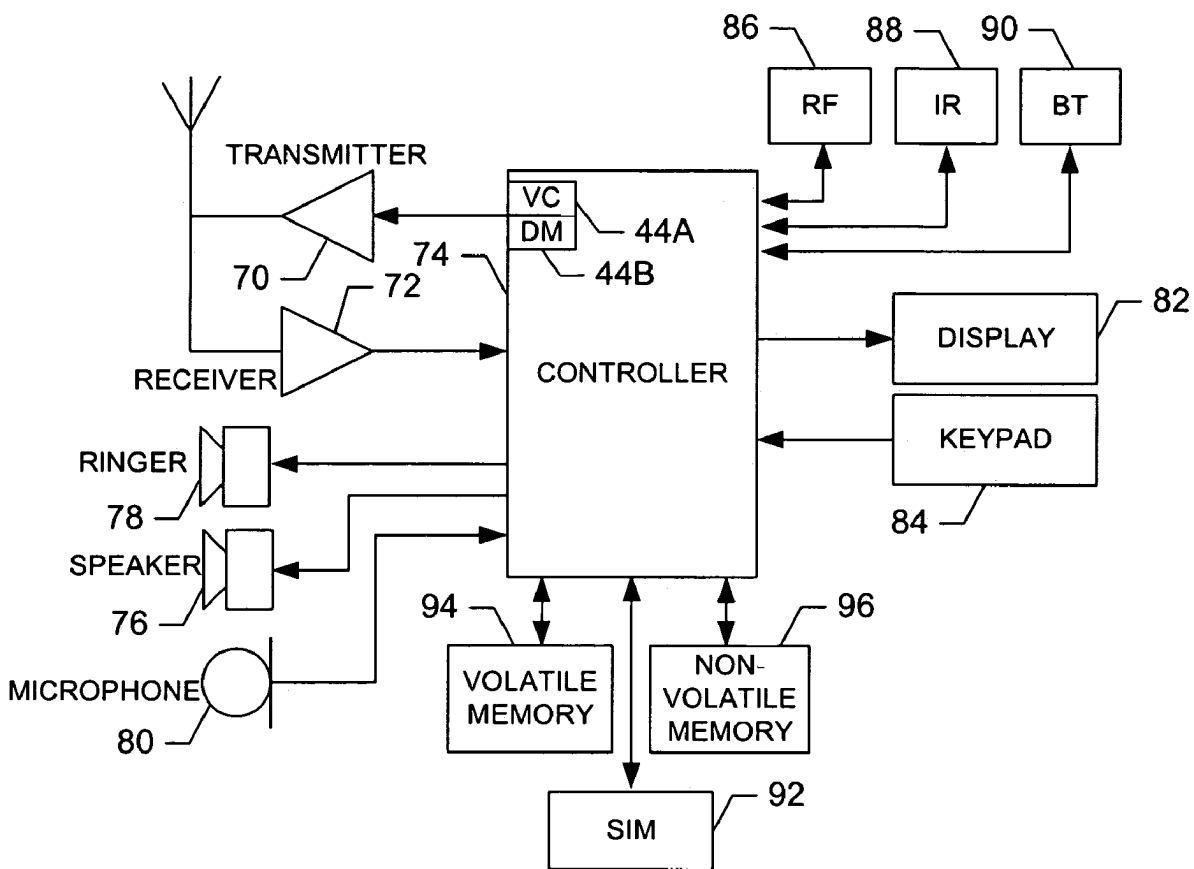 86
88
90
RF
IR
BT
TRANSMITTER
VC
DM
44A
44B
70
74
72
RECEIVER
CONTROLLER
DISPLAY
82
KEYPAD
84
RINGER
78
SPEAKER
76
MICROPHONE
80
94
VOLATILE
MEMORY
96
NON-
VOLATILE
MEMORY
SIM
92